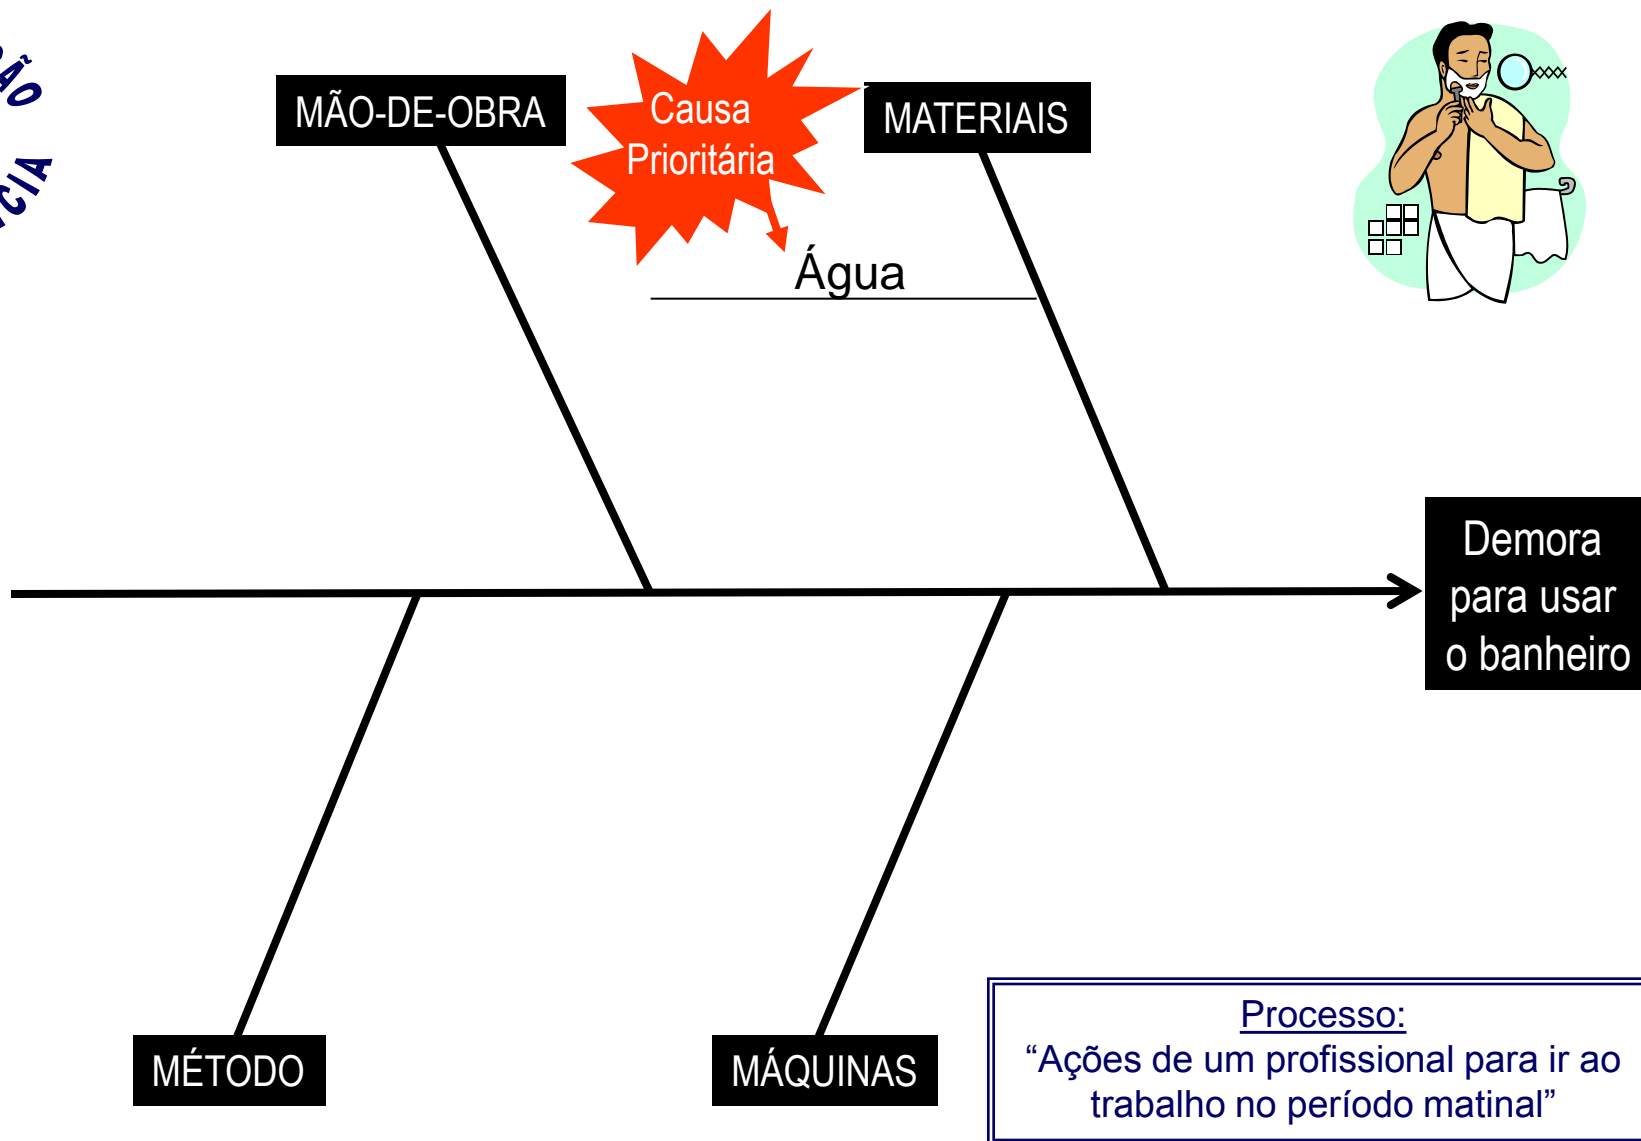 MÃO-DE-OBRA
Causa
Prioritária
MATERIAIS
Água
Demora
para usar
o banheiro
MÉTODO
MÁQUINAS
Processo:
“Ações de um profissional para ir ao
trabalho no período matinal”